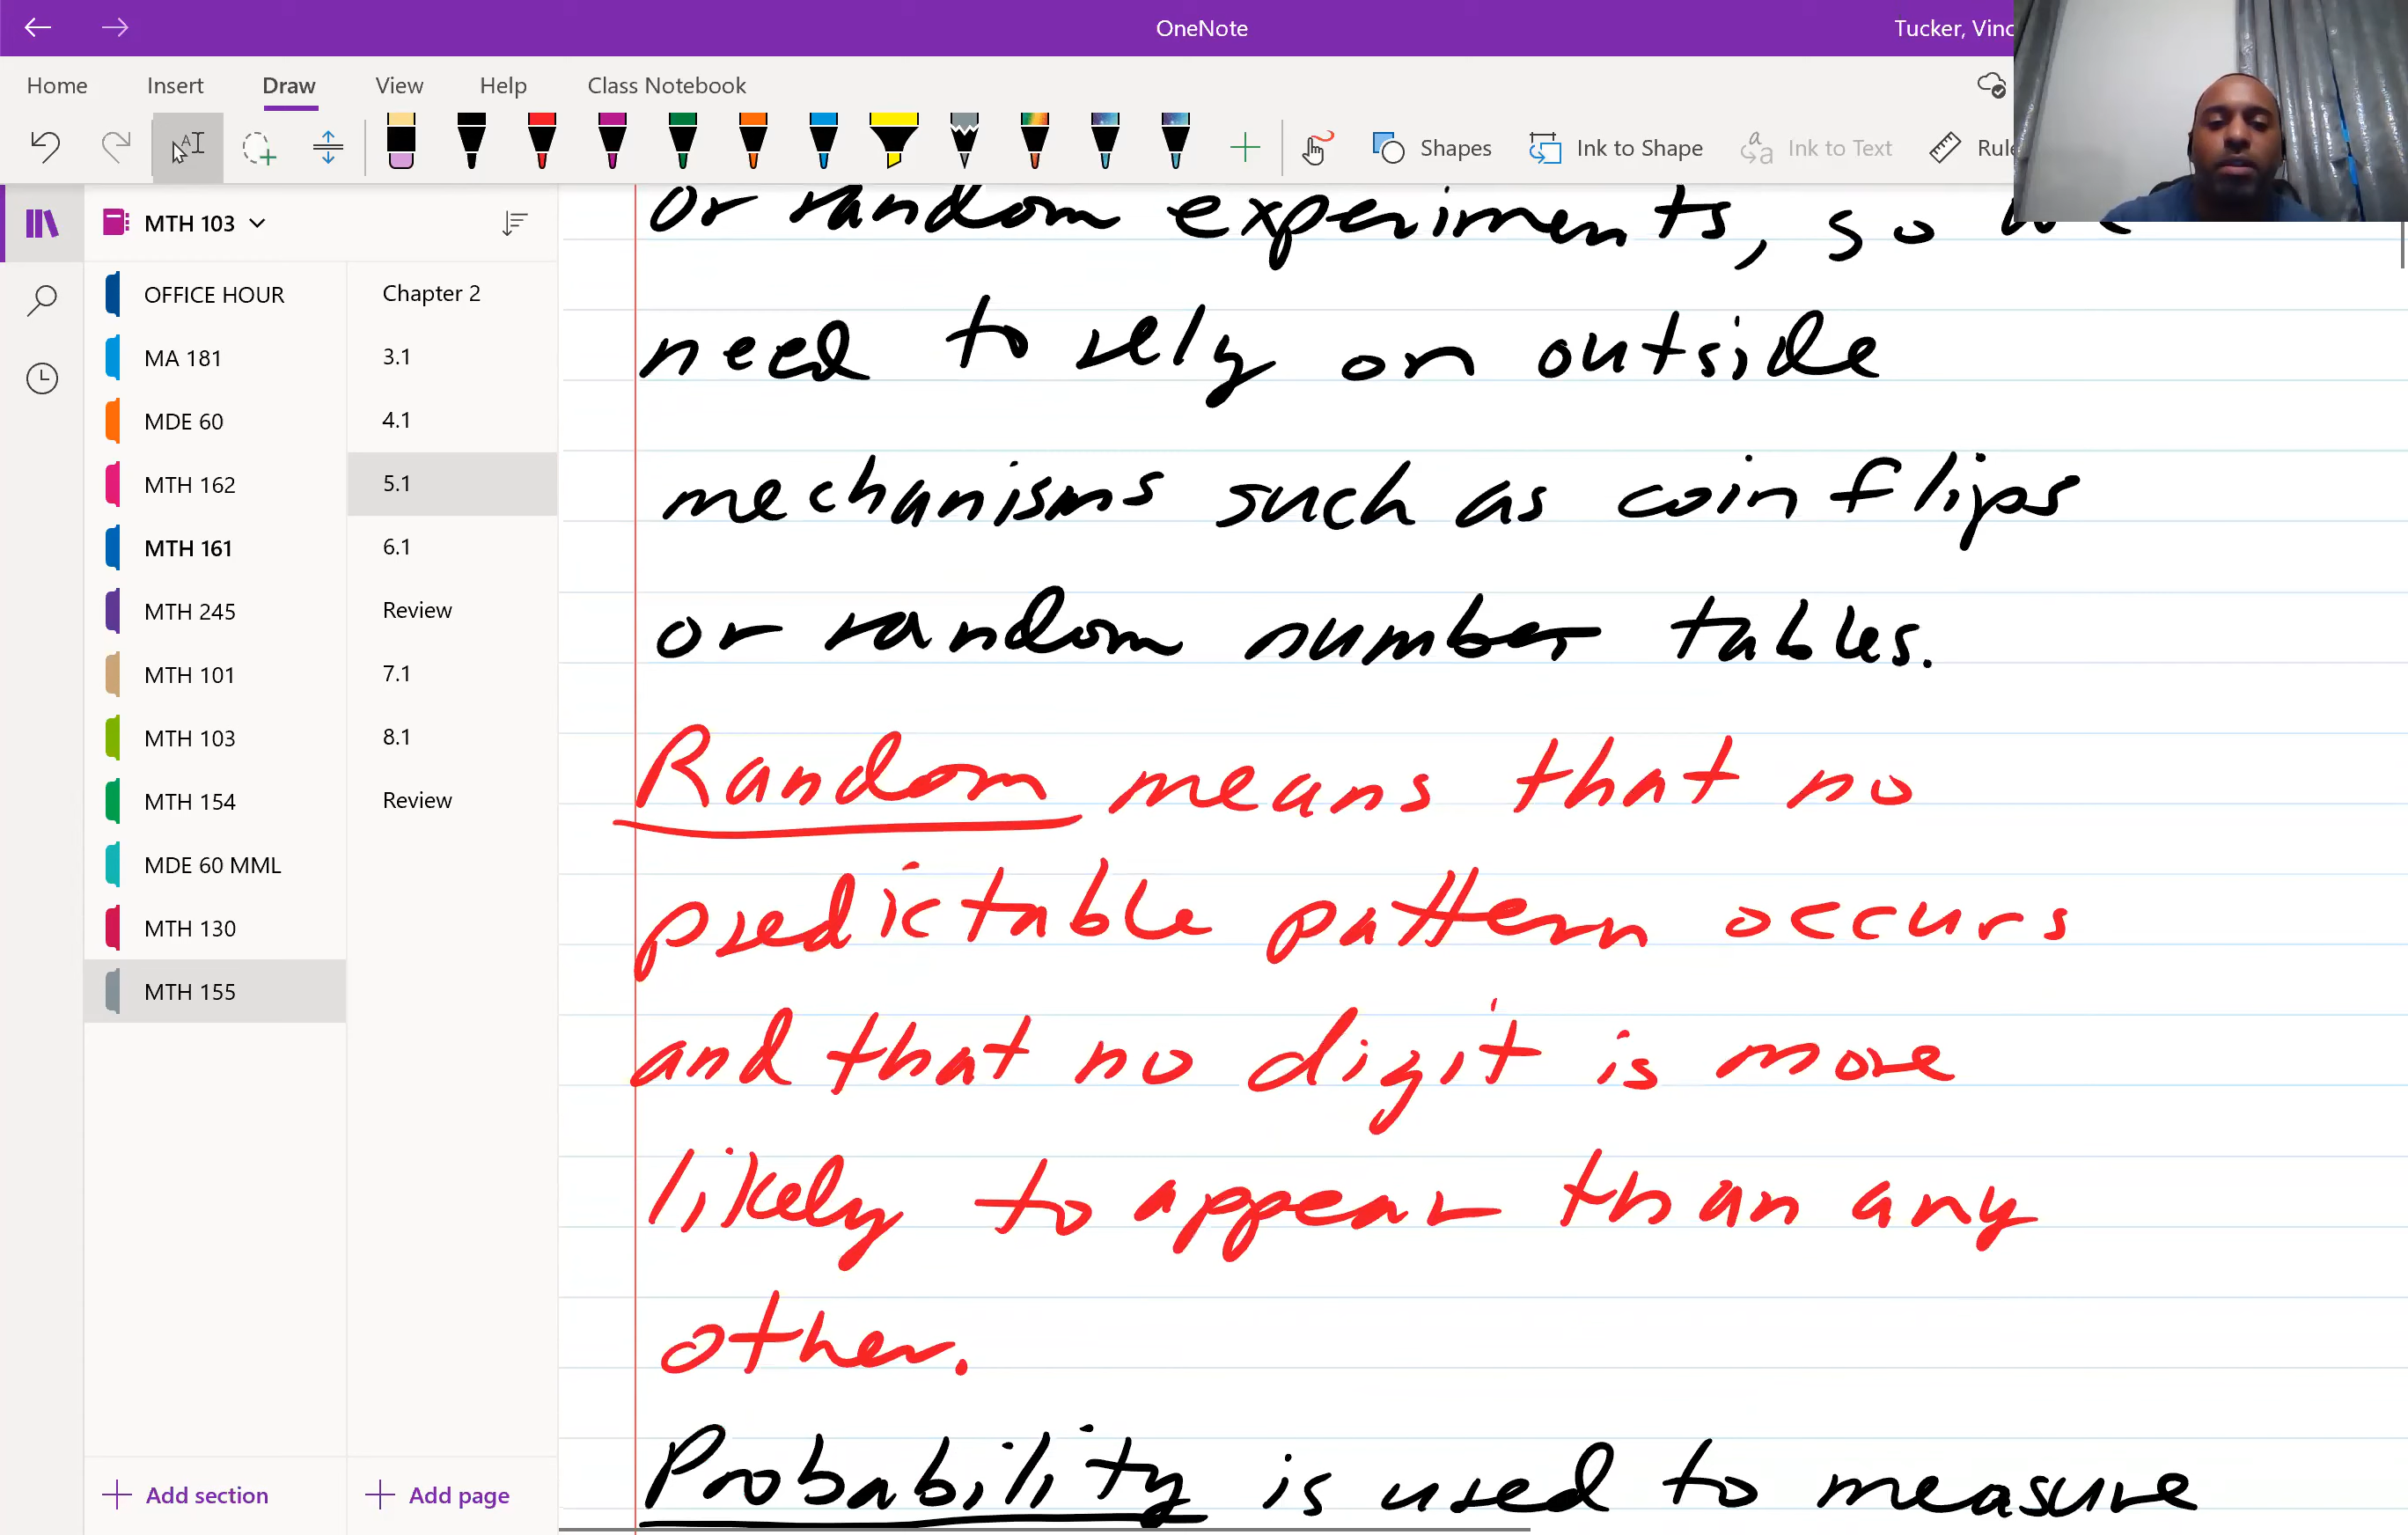 OneNote
Tucker, Vinc
Home Insert Draw View Help Class Notebook
Shapes Ink to Shape Ink to Text Rule
MTH 103
OFFICE HOUR
MA 181
MDE 60
MTH 162
MTH 161
MTH 245
MTH 101
MTH 103
MTH 154
MDE 60 MML
MTH 130
MTH 155
Add section
Chapter 2
3.1
4.1
5.1
6.1
Review
7.1
8.1
Review
Add page
or random experiments, so we
need to rely on outside
mechanisms such as coin flips
or random number tables.
Random means that no
predictable pattern occurs
and that no digit is more
likely to appear than any
other.
Probability is used to measure